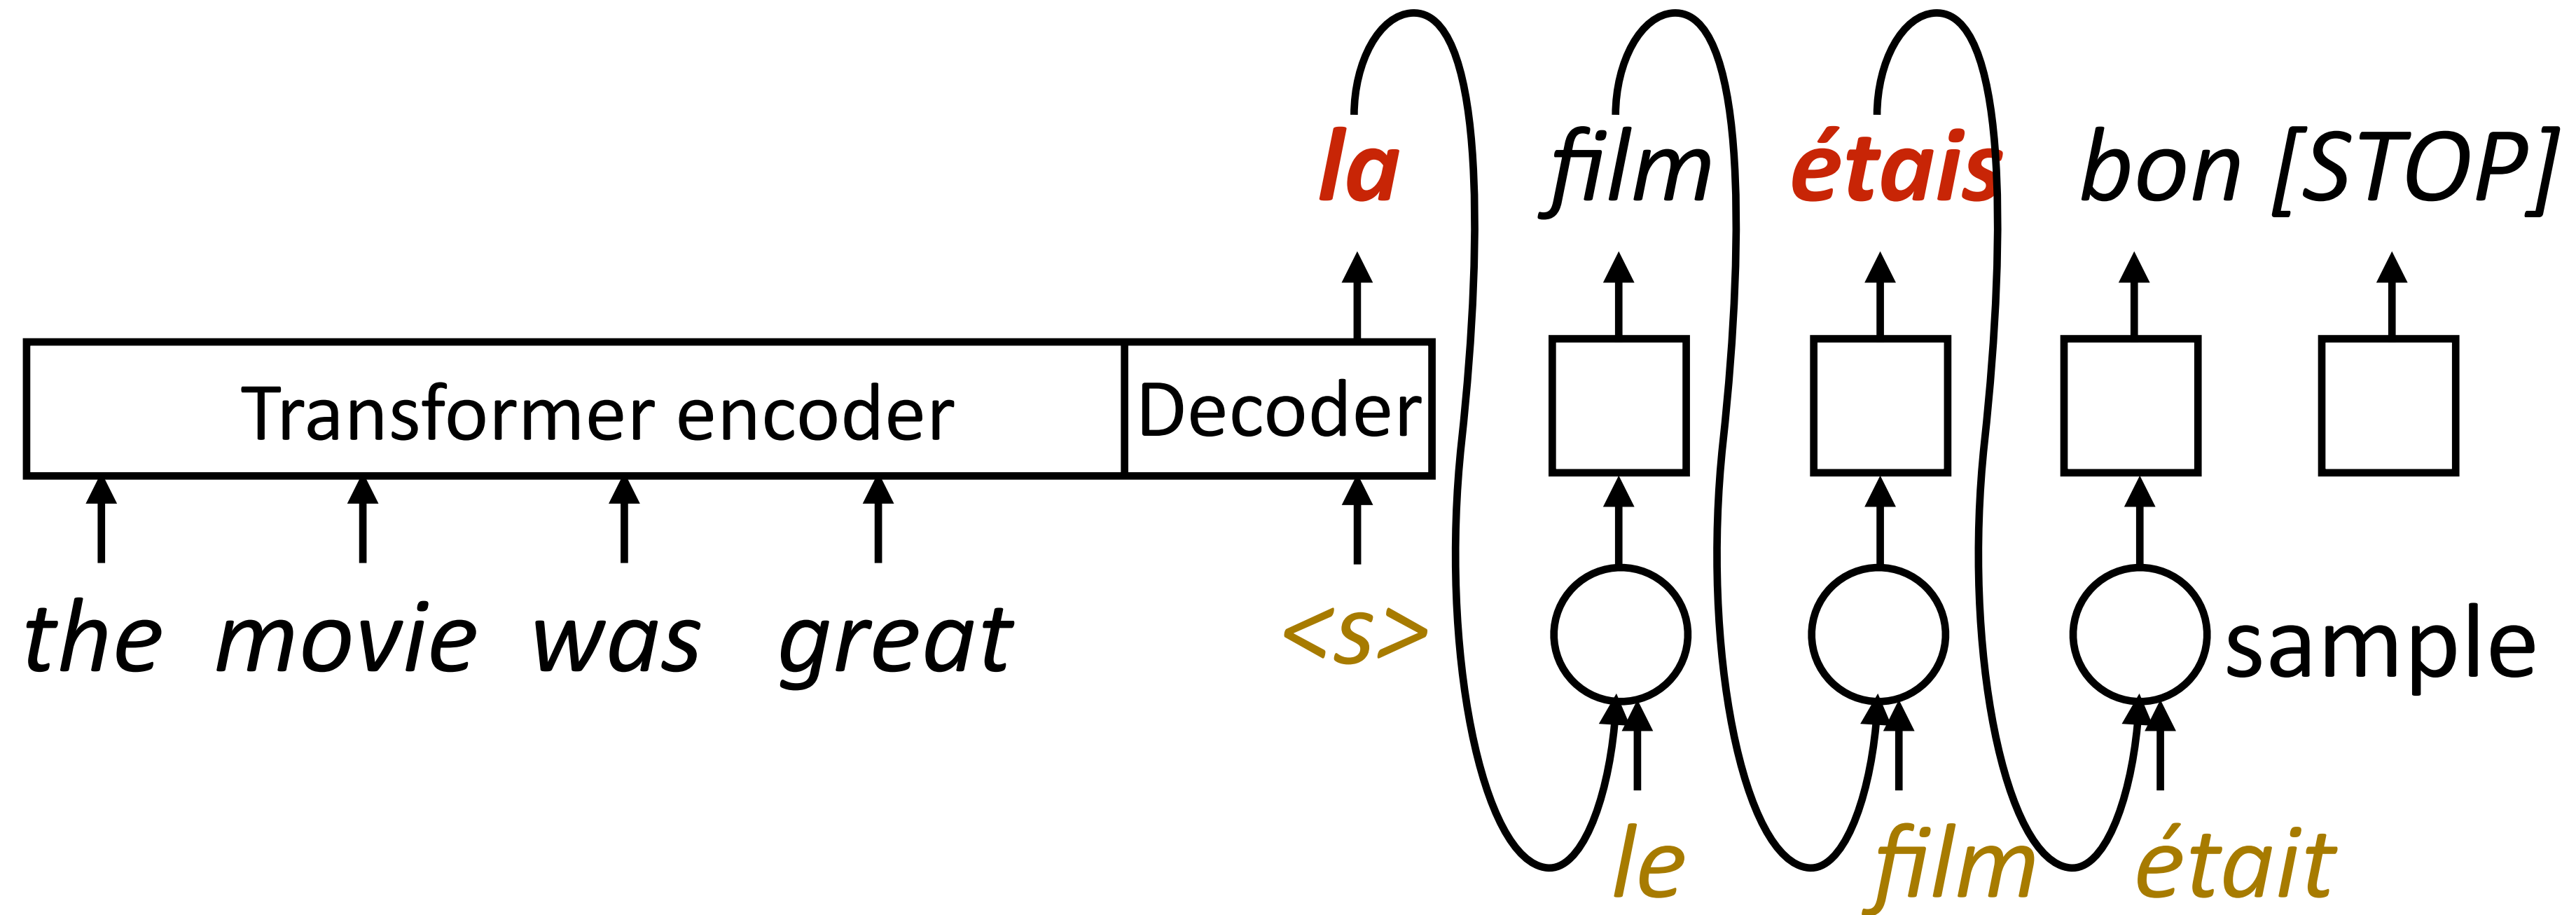 la film étais bon [STOP]
Transformer encoder Decoder
the movie was great <s> sample
le film était